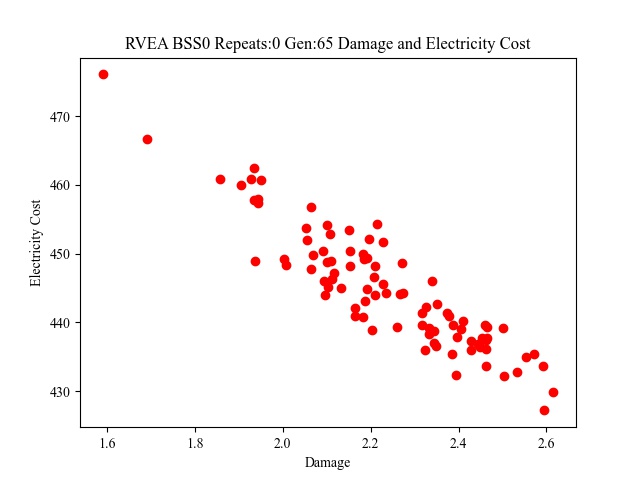 RVEA BSS0 Repeats:0 Gen:65 Damage and Electricity Cost
470
460
450
440
430
Electricity Cost
1.6 1.8 2.0 2.2 2.4 2.6
Damage